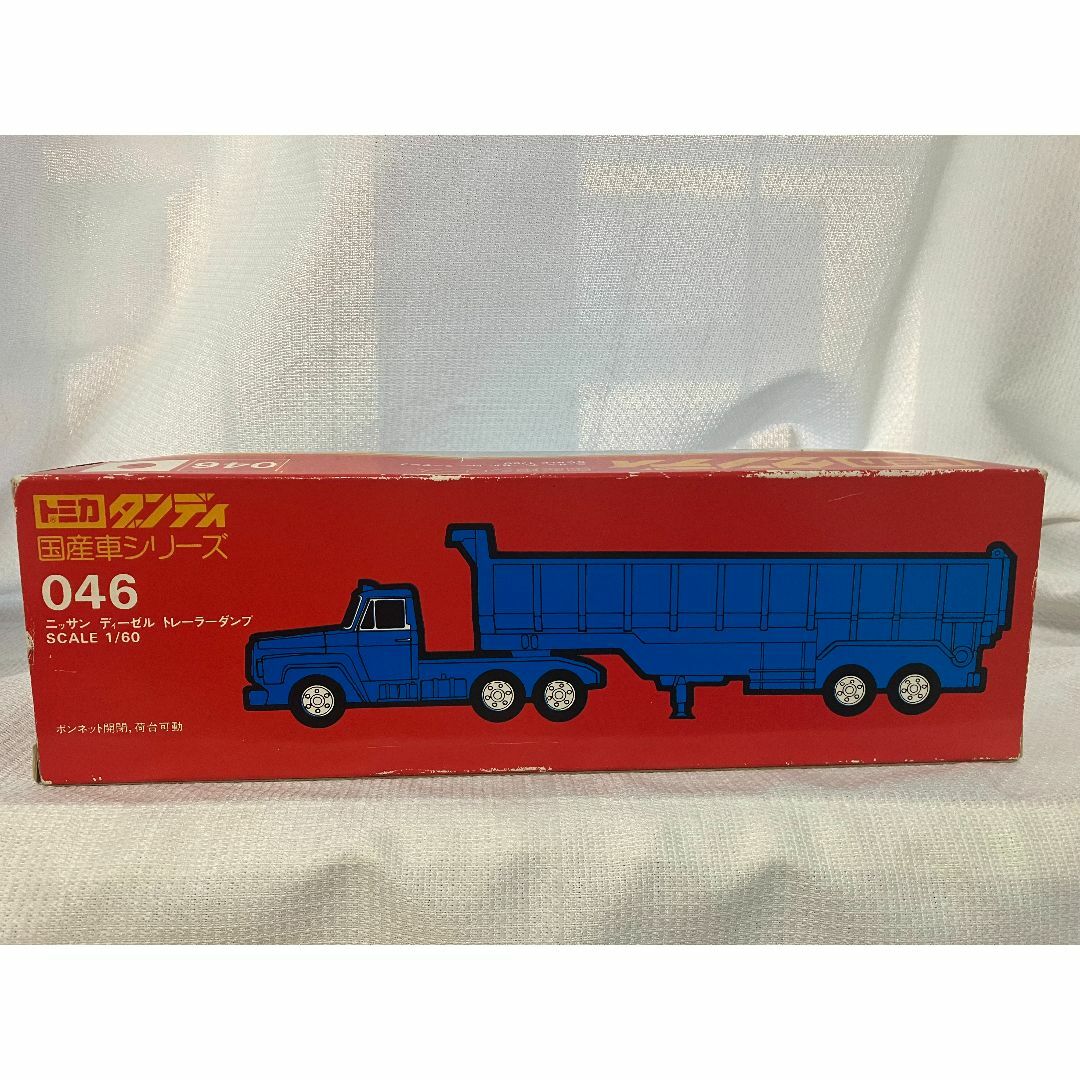 046
トミカ ダンディ
国産車シリーズ
046
ニッサン ディーゼル トレーラーダンプ
SCALE 1/60
ボンネット開閉,荷台可動